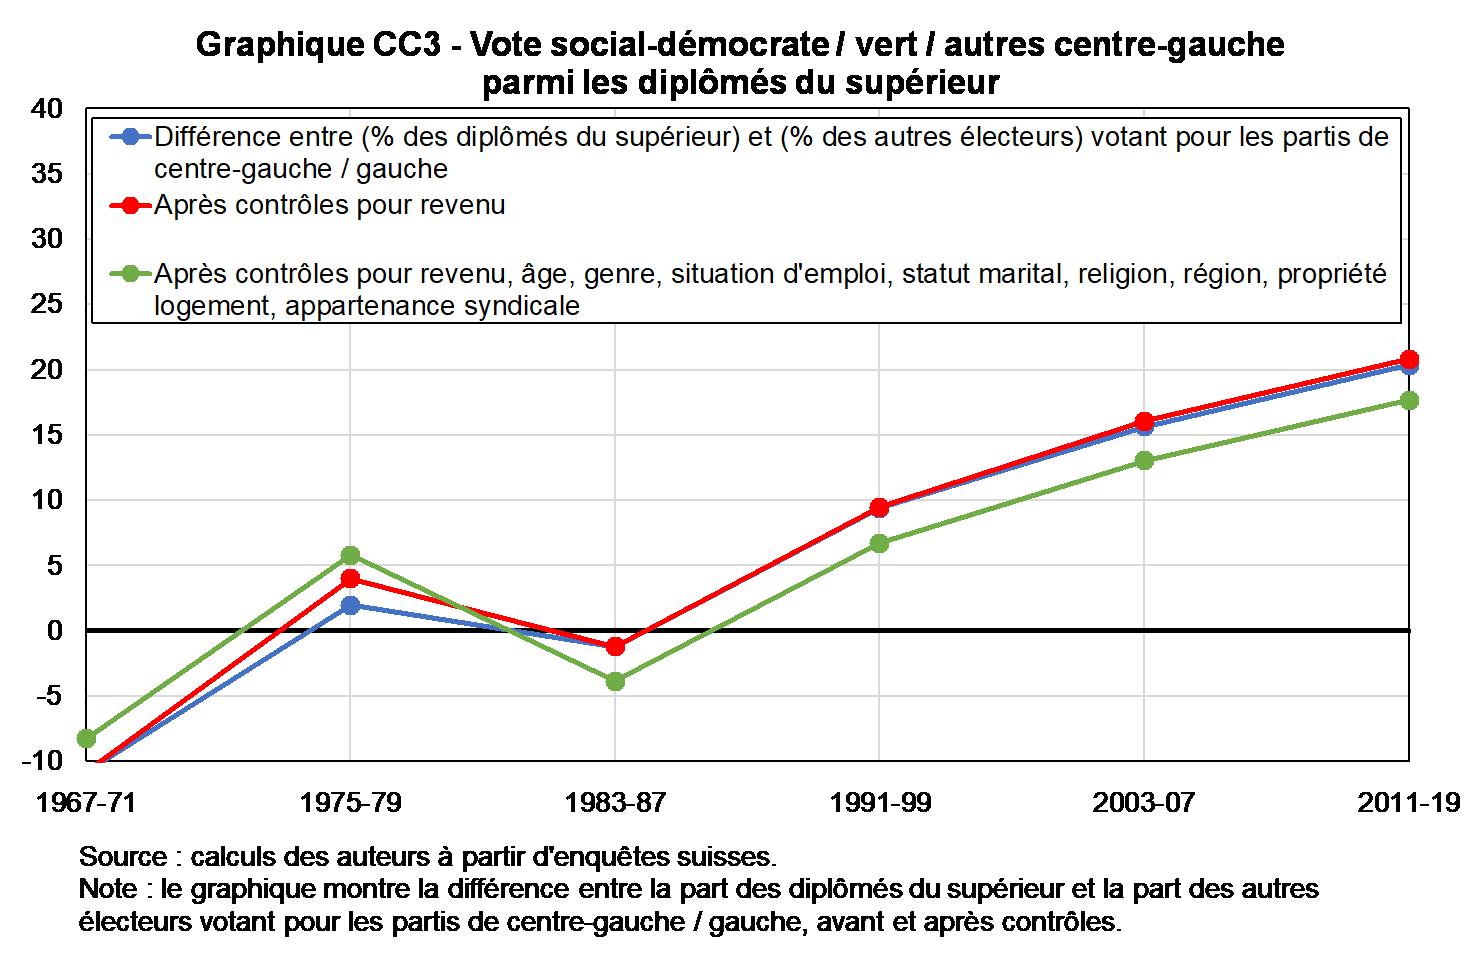 Graphique CC3 - Vote social-démocrate / vert / autres centre-gauche
parmi les diplômés du supérieur
40
35
30
25
20
15
10
5
0
-5
-10
Différence entre (% des diplômés du supérieur) et (% des autres électeurs) votant pour les partis de
centre-gauche / gauche
Après contrôles pour revenu
Après contrôles pour revenu, âge, genre, situation d'emploi, statut marital, religion, région, propriété
logement, appartenance syndicale
1967-71 1975-79 1983-87 1991-99 2003-07 2011-19
Source : calculs des auteurs à partir d'enquêtes suisses.
Note : le graphique montre la différence entre la part des diplômés du supérieur et la part des autres
électeurs votant pour les partis de centre-gauche / gauche, avant et après contrôles.